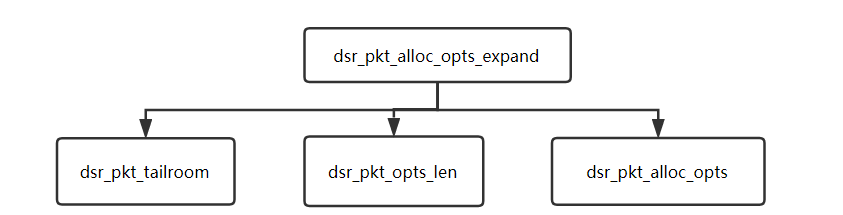 dsr_pkt_alloc_opts_expand
dsr_pkt_tailroom
dsr_pkt_opts_len
dsr_pkt_alloc_opts